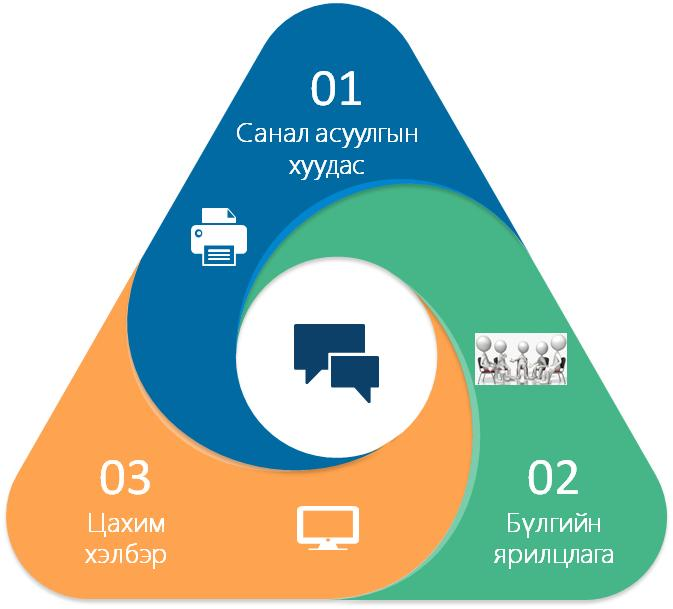 01
Санал асуулгын
хуудас
02
Бүлгийн
ярилцлага
03
Цахим
хэлбэр